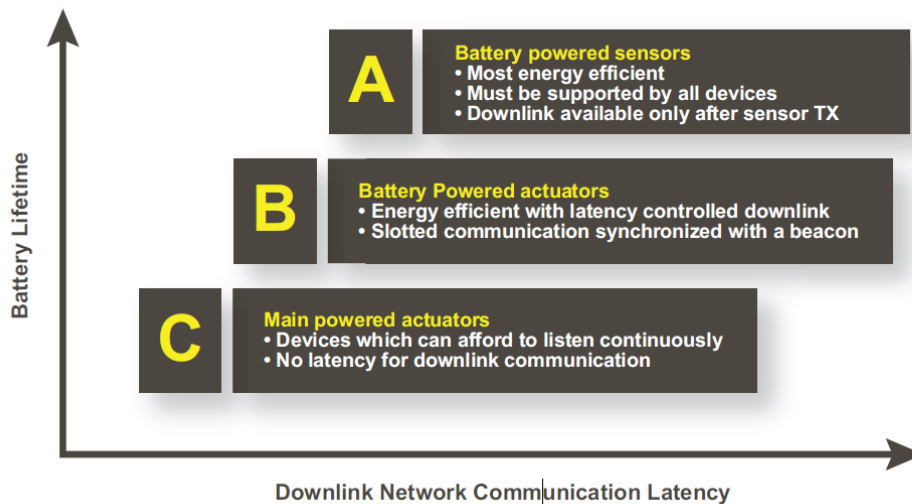 A
Battery powered sensors
• Most energy efficient
• Must be supported by all devices
• Downlink available only after sensor TX
B
Battery Powered actuators
• Energy efficient with latency controlled downlink
• Slotted communication synchronized with a beacon
C
Main powered actuators
• Devices which can afford to listen continuously
• No latency for downlink communication
Battery Lifetime
Downlink Network Communication Latency